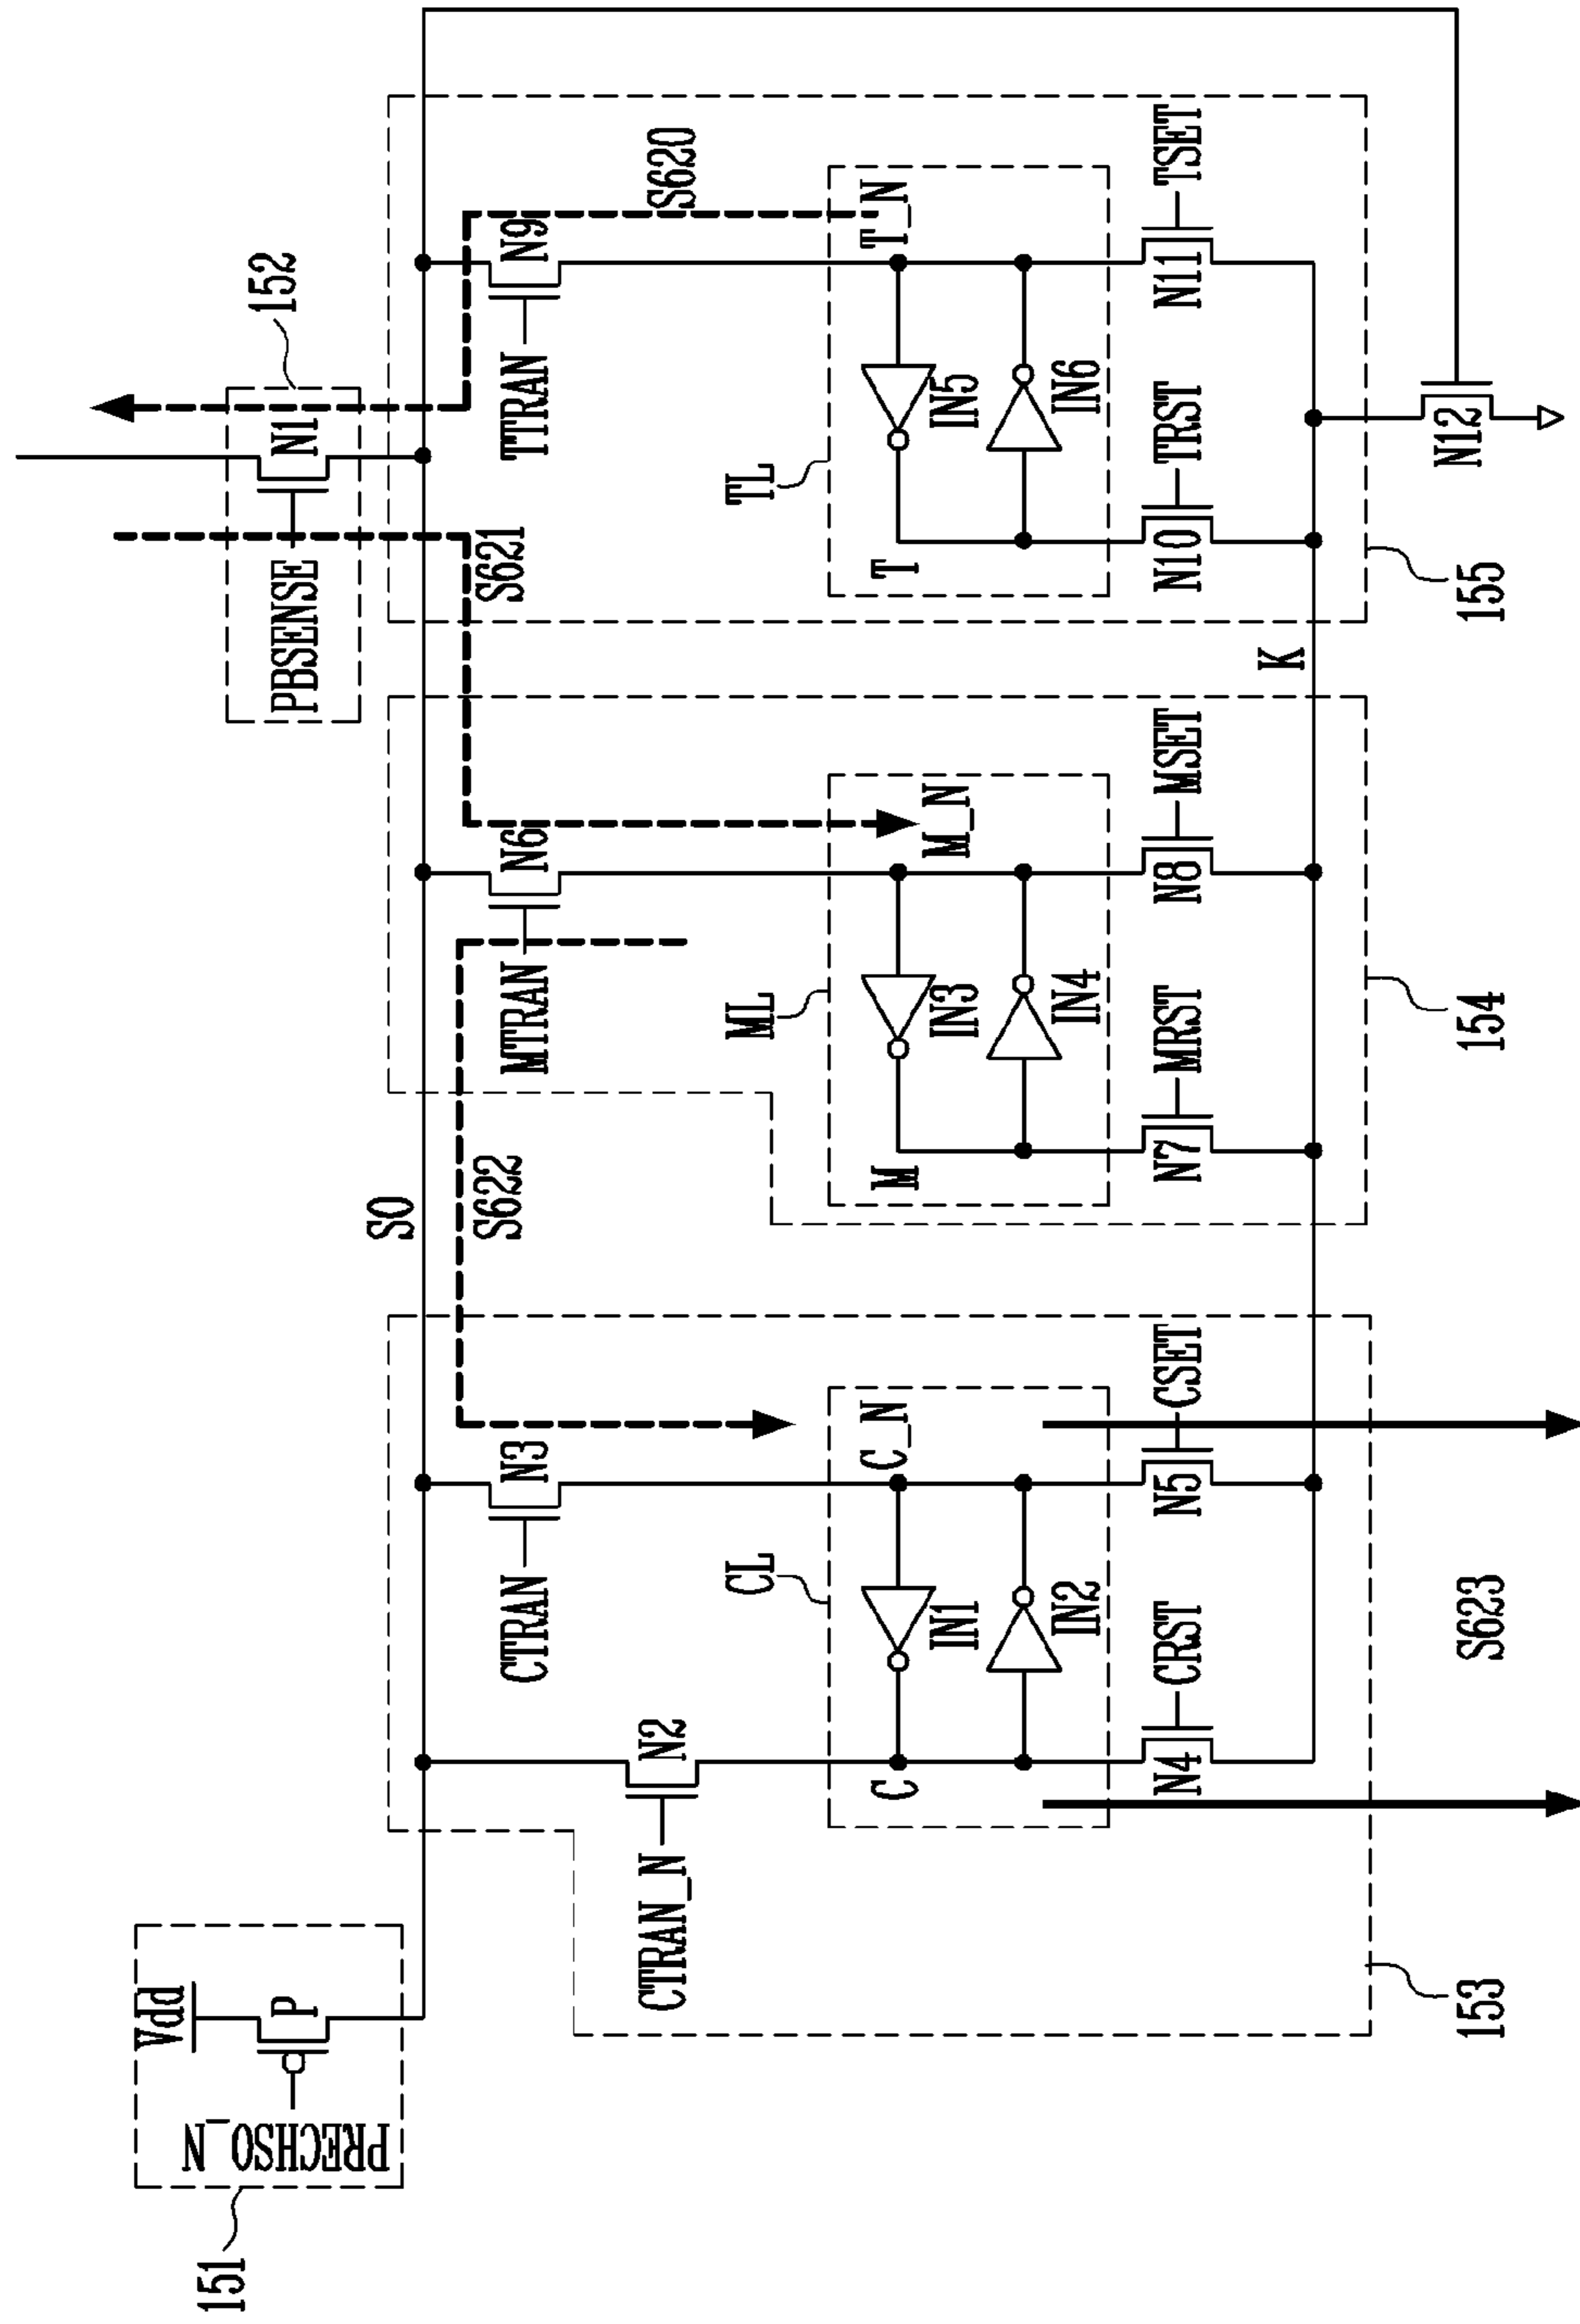 152
N1
PBSENSE
S620
N9
TTRAN
T_N
TL
IN5
IN6
T
TSET
N11
TRST
N10
N12
155
S621
N6
MTRAN
M_N
ML
IN3
IN4
M
MSET
N8
MRST
N7
K
154
SO
S622
N3
CTRAN
N2
CTRAN_N
C_N
CL
IN1
IN2
C
CSET
N5
CRST
N4
S623
153
Vdd
P
PRECHSO_N
151